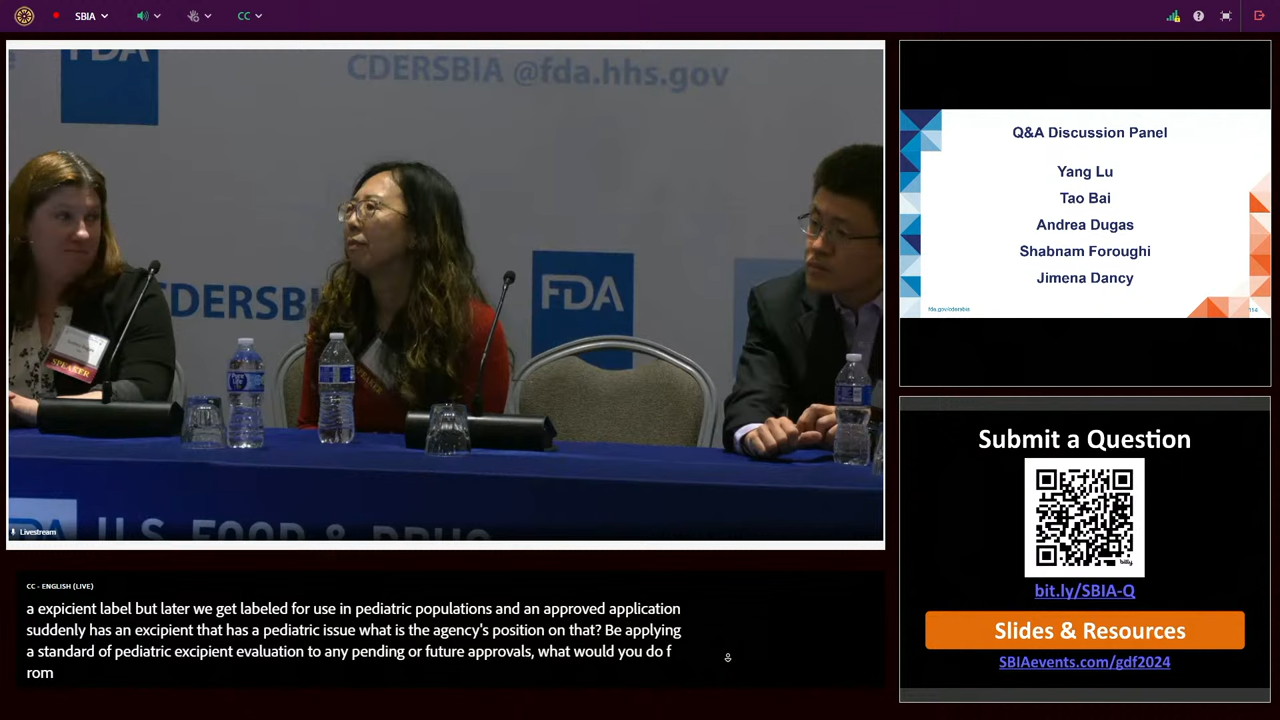 SBIA
CC
FDA
CDERSBIA @fda.hhs.gov
CDERSBIA
FDA
SPEAKER
SPEAKER
U.S. FOOD & DRUG
Livestream
CC - ENGLISH (LIVE)
a expicient label but later we get labeled for use in pediatric populations and an approved application
suddenly has an excipient that has a pediatric issue what is the agency's position on that? Be applying
a standard of pediatric excipient evaluation to any pending or future approvals, what would you do f
rom
Q&A Discussion Panel
Yang Lu
Tao Bai
Andrea Dugas
Shabnam Foroughi
Jimena Dancy
fda.gov/cdersbia
114
Submit a Question
bitly
bit.ly/SBIA-Q
Slides & Resources
SBIAevents.com/gdf2024